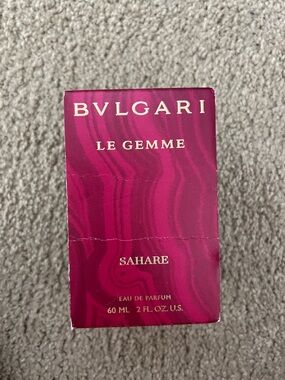 BVLGARI
LE GEMME
SAHARE
EAU DE PARFUM
60 ML 2 FL. OZ. U.S.